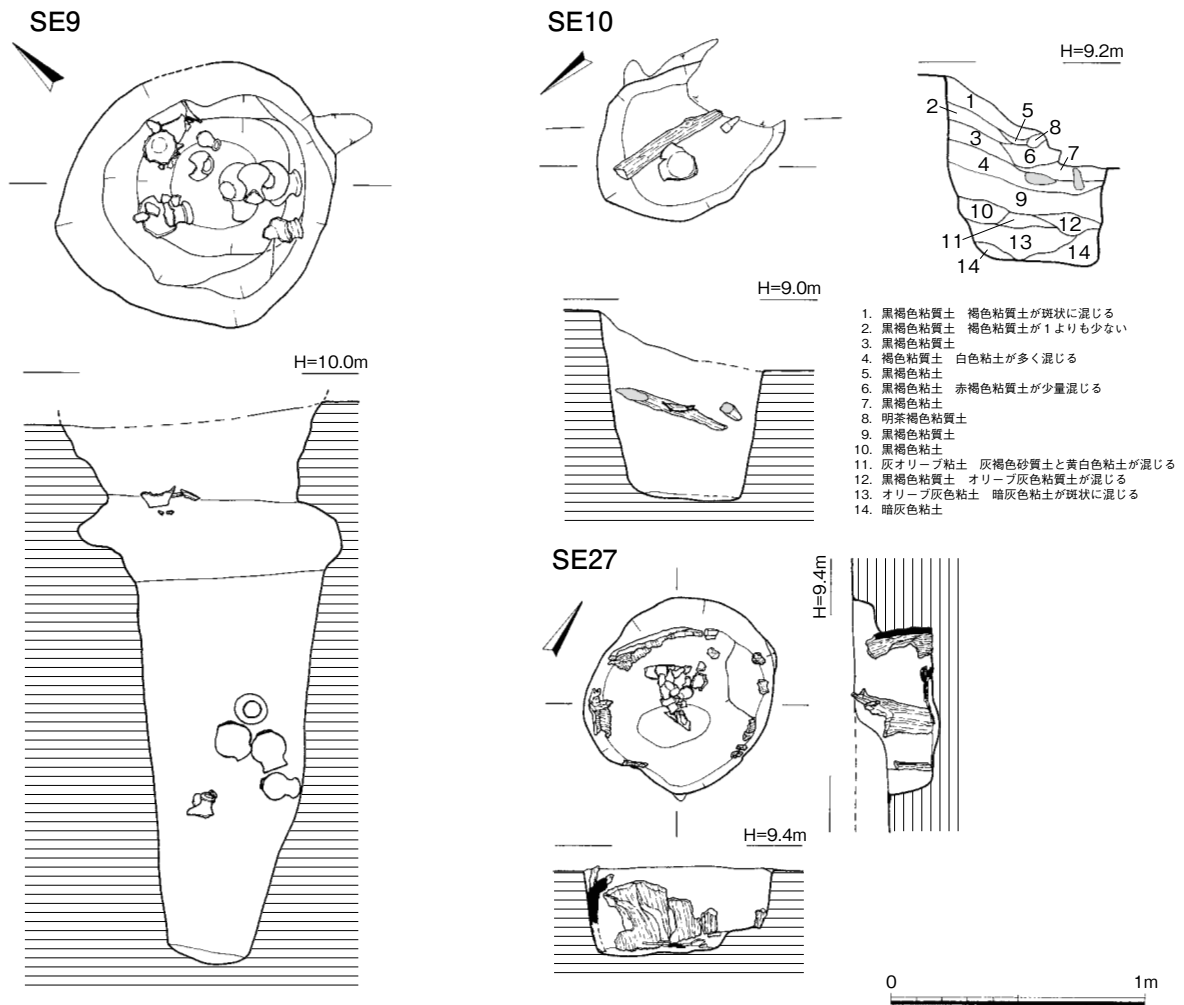 SE9
H=10.0m
SE10
H=9.2m
1
2
3
4
5
6
7
8
9
10
11
12
13
14
14
H=9.0m
1. 黒褐色粘質土 褐色粘質土が斑状に混じる
2. 黒褐色粘質土 褐色粘質土が1よりも少ない
3. 黒褐色粘質土
4. 褐色粘質土 白色粘土が多く混じる
5. 黒褐色粘土
6. 黒褐色粘土 赤褐色粘質土が少量混じる
7. 黒褐色粘土
8. 明茶褐色粘質土
9. 黒褐色粘質土
10. 黒褐色粘土
11. 灰オリーブ粘土 灰褐色砂質土と黄白色粘土が混じる
12. 黒褐色粘質土 オリーブ灰色粘質土が混じる
13. オリーブ灰色粘土 暗灰色粘土が斑状に混じる
14. 暗灰色粘土
SE27
H=9.4m
H=9.4m
0 1m